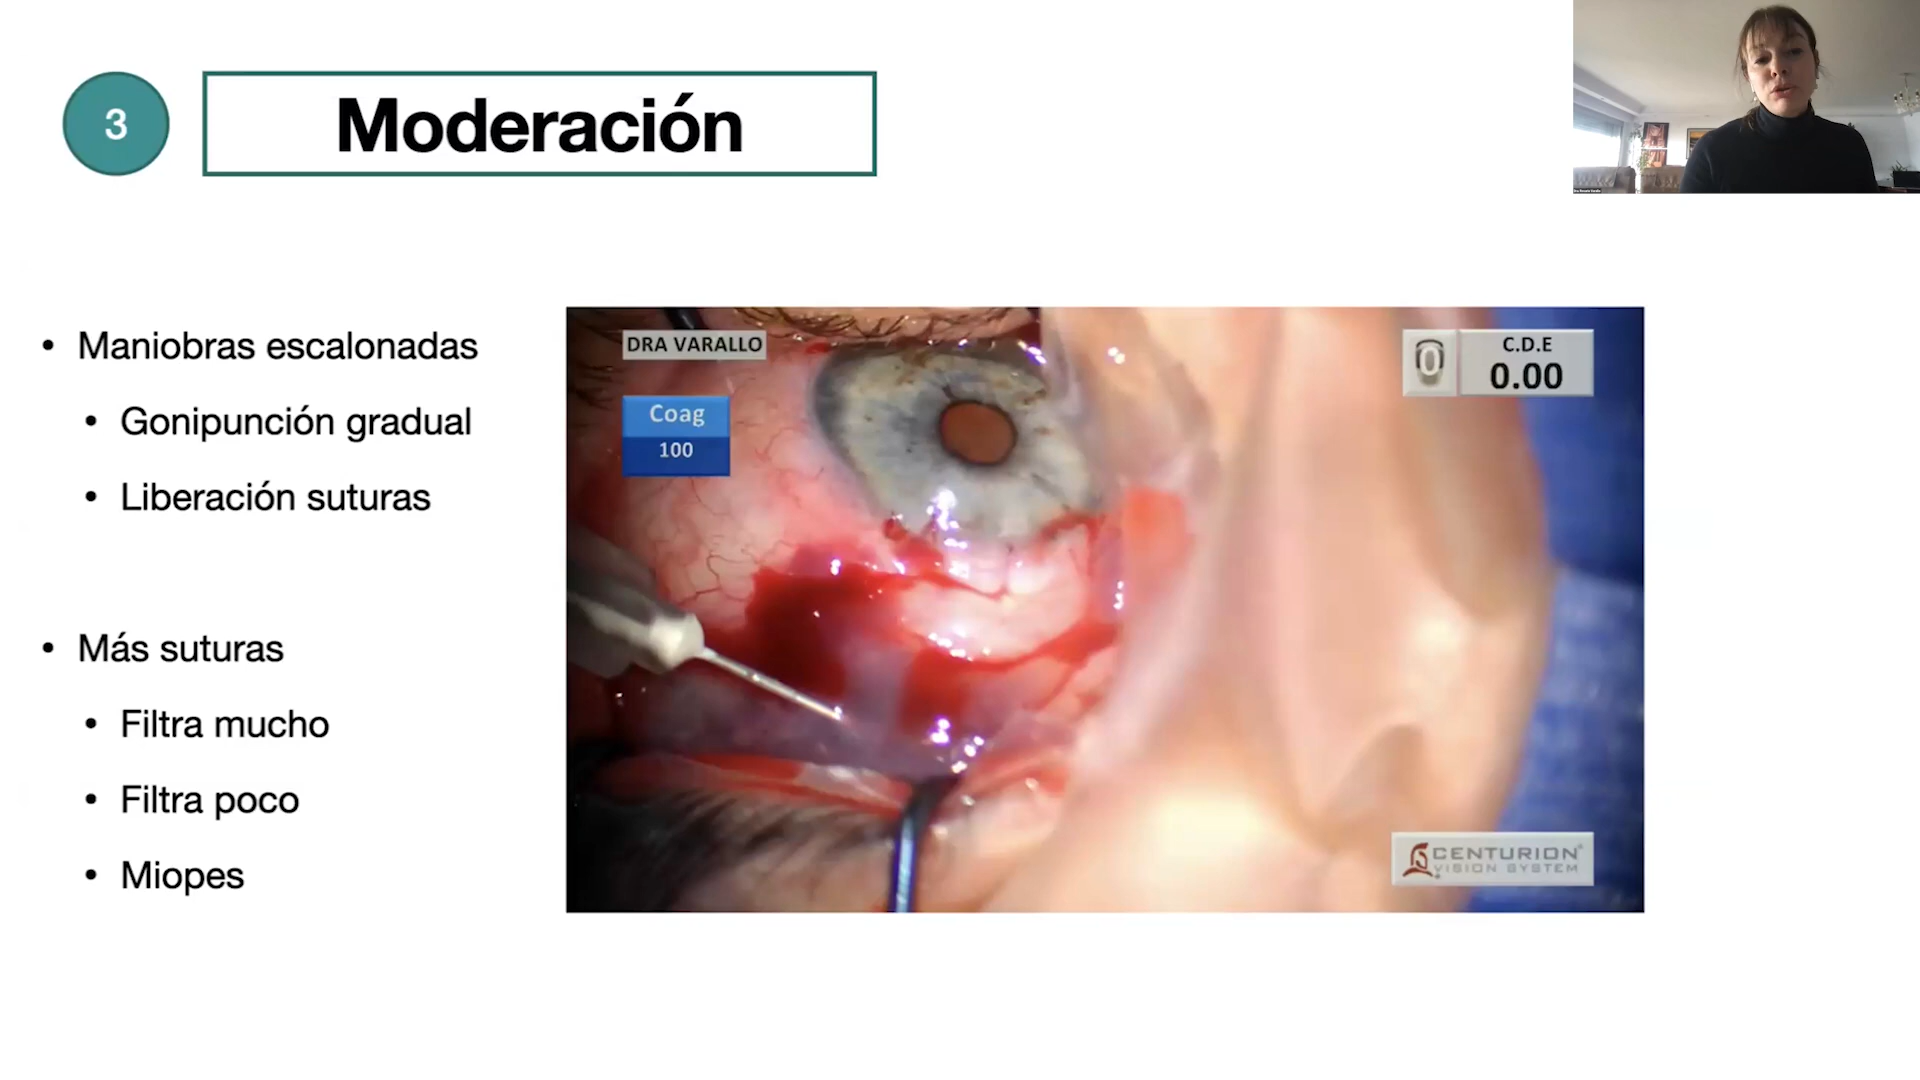 3
Moderación
• Maniobras escalonadas
• Gonipunción gradual
• Liberación suturas
• Más suturas
• Filtra mucho
• Filtra poco
• Miopes
DRA VARALLO
Coag
100
0
C.D.E
0.00
CENTURION®
VISION SYSTEM